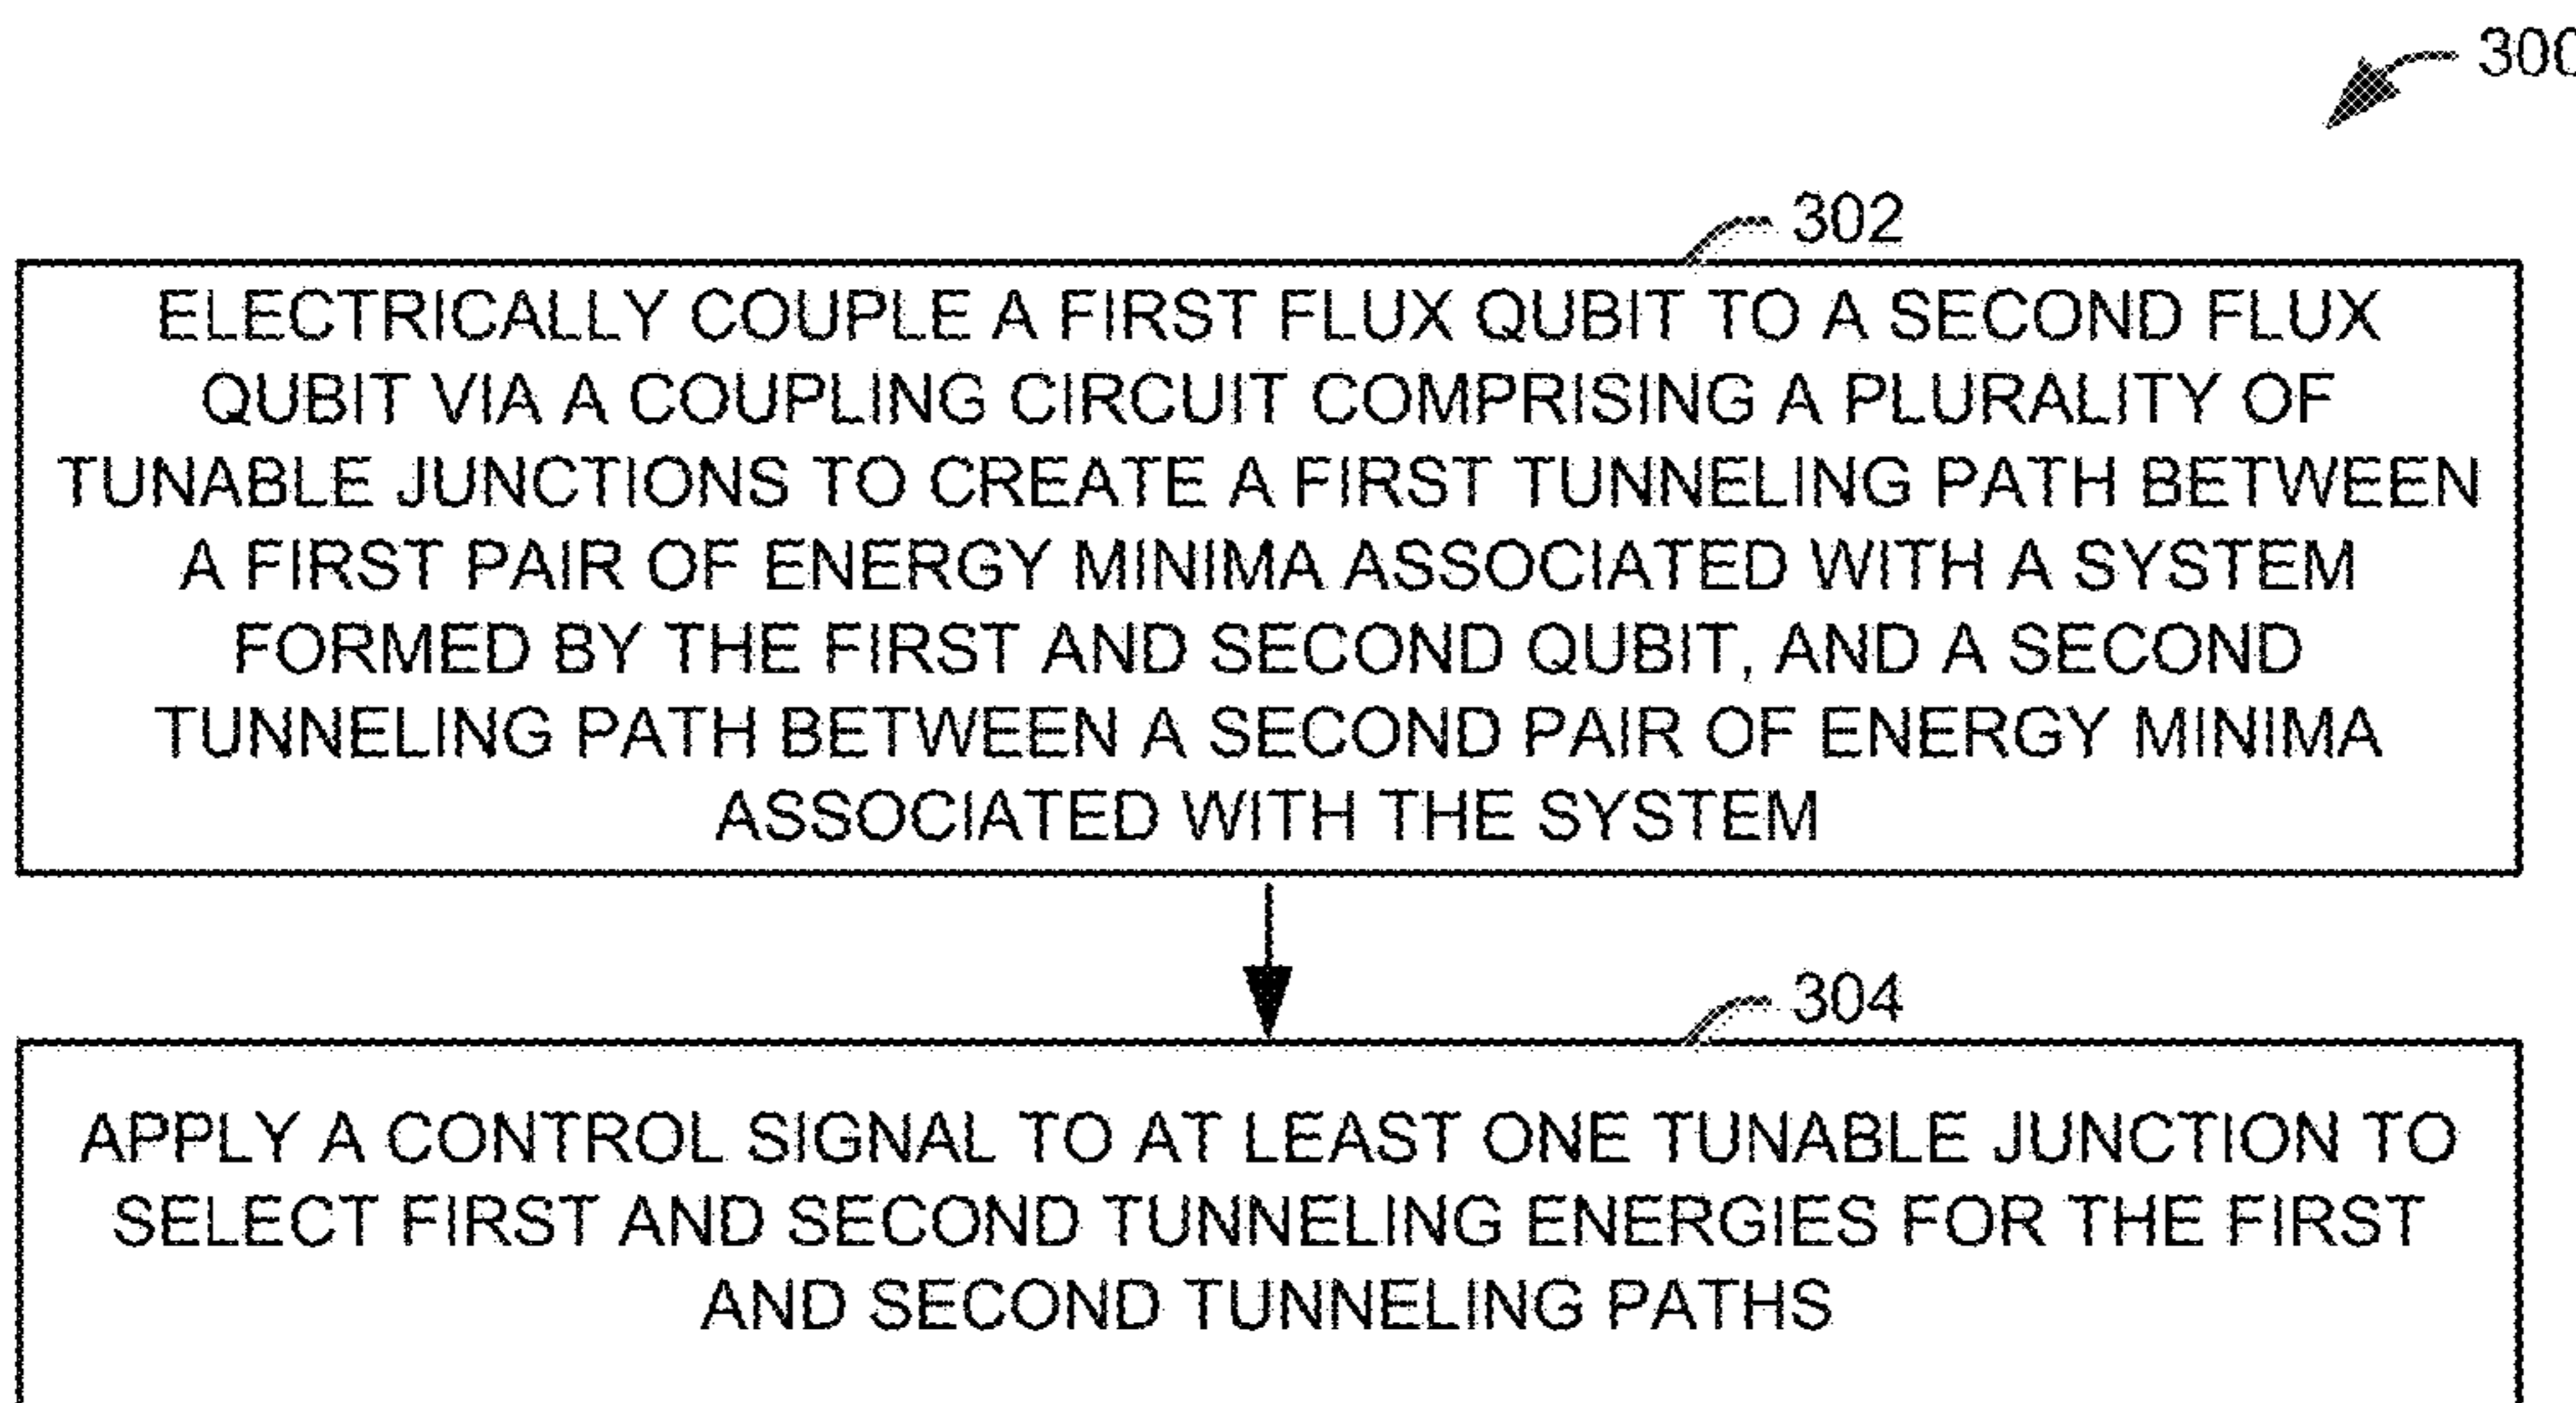 300
302
ELECTRICALLY COUPLE A FIRST FLUX QUBIT TO A SECOND FLUX
QUBIT VIA A COUPLING CIRCUIT COMPRISING A PLURALITY OF
TUNABLE JUNCTIONS TO CREATE A FIRST TUNNELING PATH BETWEEN
A FIRST PAIR OF ENERGY MINIMA ASSOCIATED WITH A SYSTEM
FORMED BY THE FIRST AND SECOND QUBIT, AND A SECOND
TUNNELING PATH BETWEEN A SECOND PAIR OF ENERGY MINIMA
ASSOCIATED WITH THE SYSTEM
304
APPLY A CONTROL SIGNAL TO AT LEAST ONE TUNABLE JUNCTION TO
SELECT FIRST AND SECOND TUNNELING ENERGIES FOR THE FIRST
AND SECOND TUNNELING PATHS